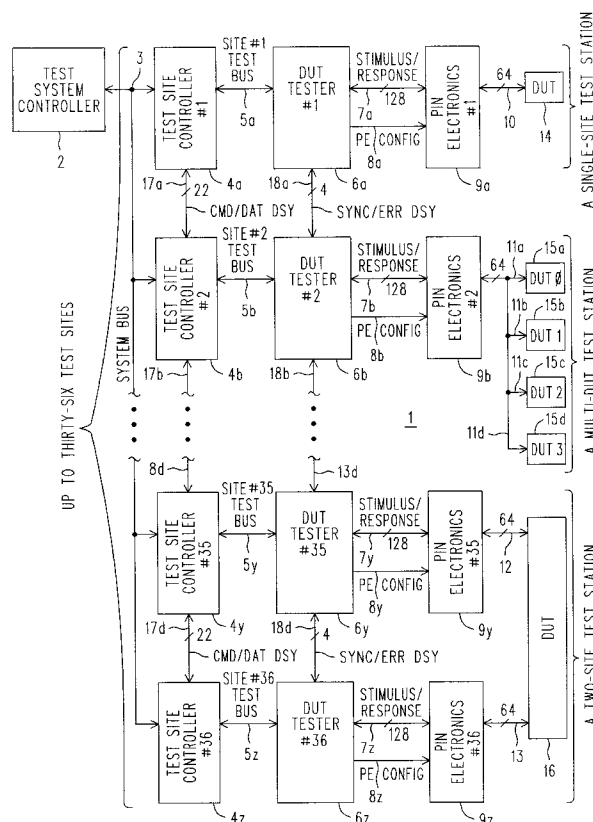 TEST
SYSTEM
CONTROLLER
2
3
SYSTEM BUS
UP TO THIRTY-SIX TEST SITES
TEST SITE
CONTROLLER
#1
4a
SITE #1
TEST
BUS
5a
DUT
TESTER
#1
6a
STIMULUS/
RESPONSE
128
7a
PE/CONFIG
8a
PIN
ELECTRONICS
#1
9a
64
10
DUT
14
A SINGLE-SITE TEST STATION
17a
22
CMD/DAT DSY
18a
4
SYNC/ERR DSY
TEST SITE
CONTROLLER
#2
4b
SITE #2
TEST
BUS
5b
DUT
TESTER
#2
6b
STIMULUS/
RESPONSE
128
7b
PE/CONFIG
8b
PIN
ELECTRONICS
#2
9b
64
11a
15a
DUT Ø
11b
15b
DUT 1
11c
15c
DUT 2
11d
15d
DUT 3
A MULTI-DUT TEST STATION
17b
18b
1
8d
13d
TEST SITE
CONTROLLER
#35
4y
SITE #35
TEST
BUS
5y
DUT
TESTER
#35
6y
STIMULUS/
RESPONSE
128
7y
PE/CONFIG
8y
PIN
ELECTRONICS
#35
9y
64
12
DUT
16
A TWO-SITE TEST STATION
17d
22
CMD/DAT DSY
18d
4
SYNC/ERR DSY
TEST SITE
CONTROLLER
#36
4z
SITE #36
TEST
BUS
5z
DUT
TESTER
#36
6z
STIMULUS/
RESPONSE
128
7z
PE/CONFIG
8z
PIN
ELECTRONICS
#36
9z
64
13